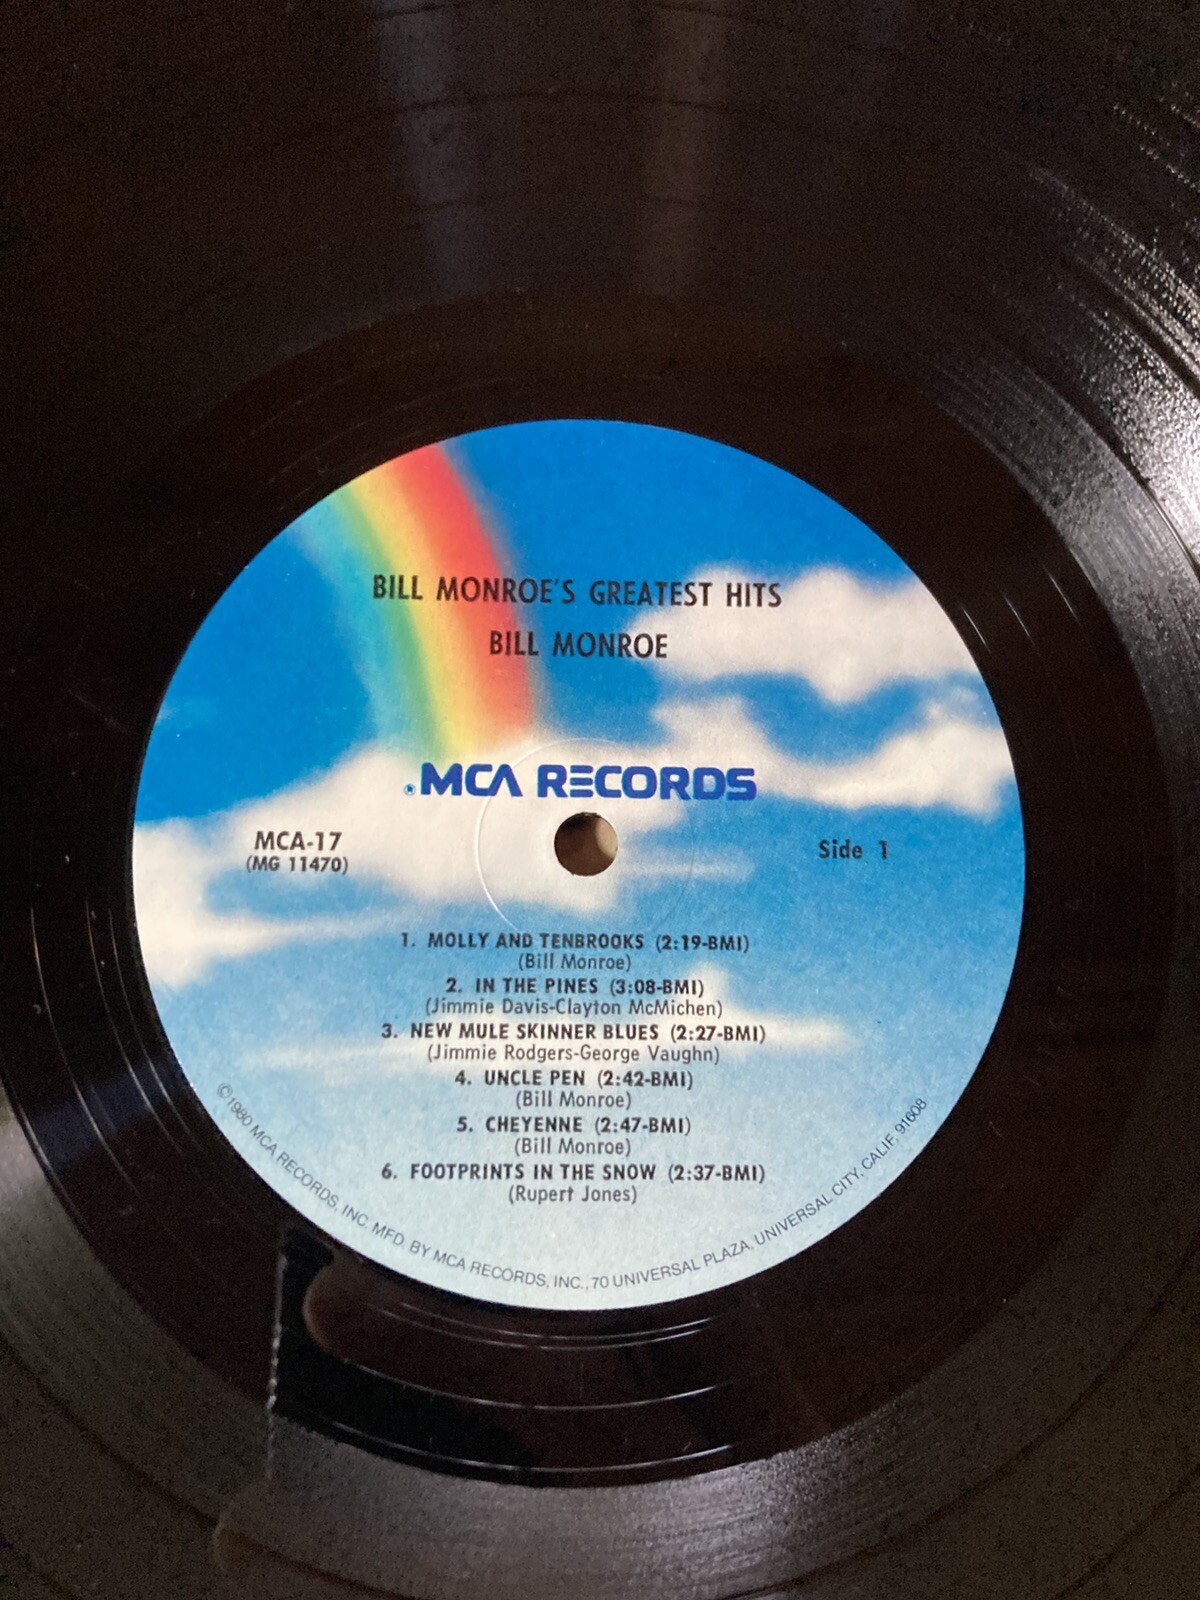 BILL MONROE'S GREATEST HITS
BILL MONROE
®MCA RECORDS
MCA-17
(MG 11470)
Side 1
1. MOLLY AND TENBROOKS (2:19-BMI)
(Bill Monroe)
2. IN THE PINES (3:08-BMI)
(Jimmie Davis-Clayton McMichen)
3. NEW MULE SKINNER BLUES (2:27-BMI)
(Jimmie Rodgers-George Vaughn)
4. UNCLE PEN (2:42-BMI)
(Bill Monroe)
5. CHEYENNE (2:47-BMI)
(Bill Monroe)
6. FOOTPRINTS IN THE SNOW (2:37-BMI)
(Rupert Jones)
©1980 MCA RECORDS, INC. MFD. BY MCA RECORDS, INC., 70 UNIVERSAL PLAZA, UNIVERSAL CITY, CALIF. 91608